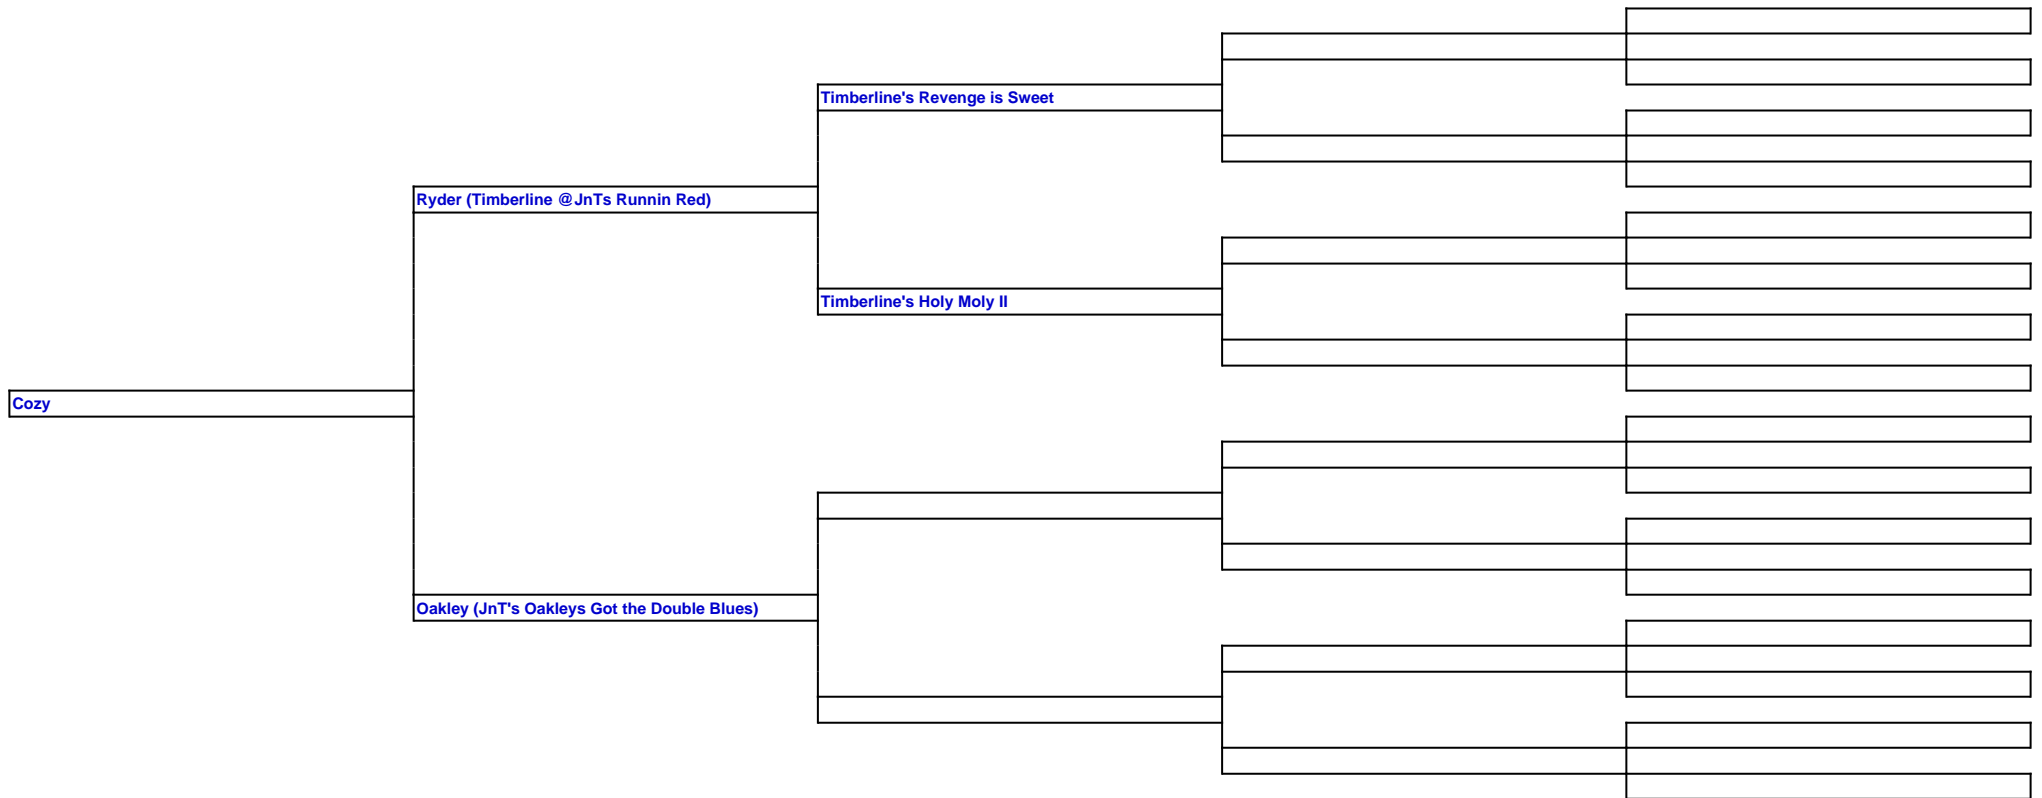 Timberline's Revenge is Sweet
Ryder (Timberline @JnTs Runnin Red)
Timberline's Holy Moly II
Cozy
Oakley (JnT's Oakleys Got the Double Blues)